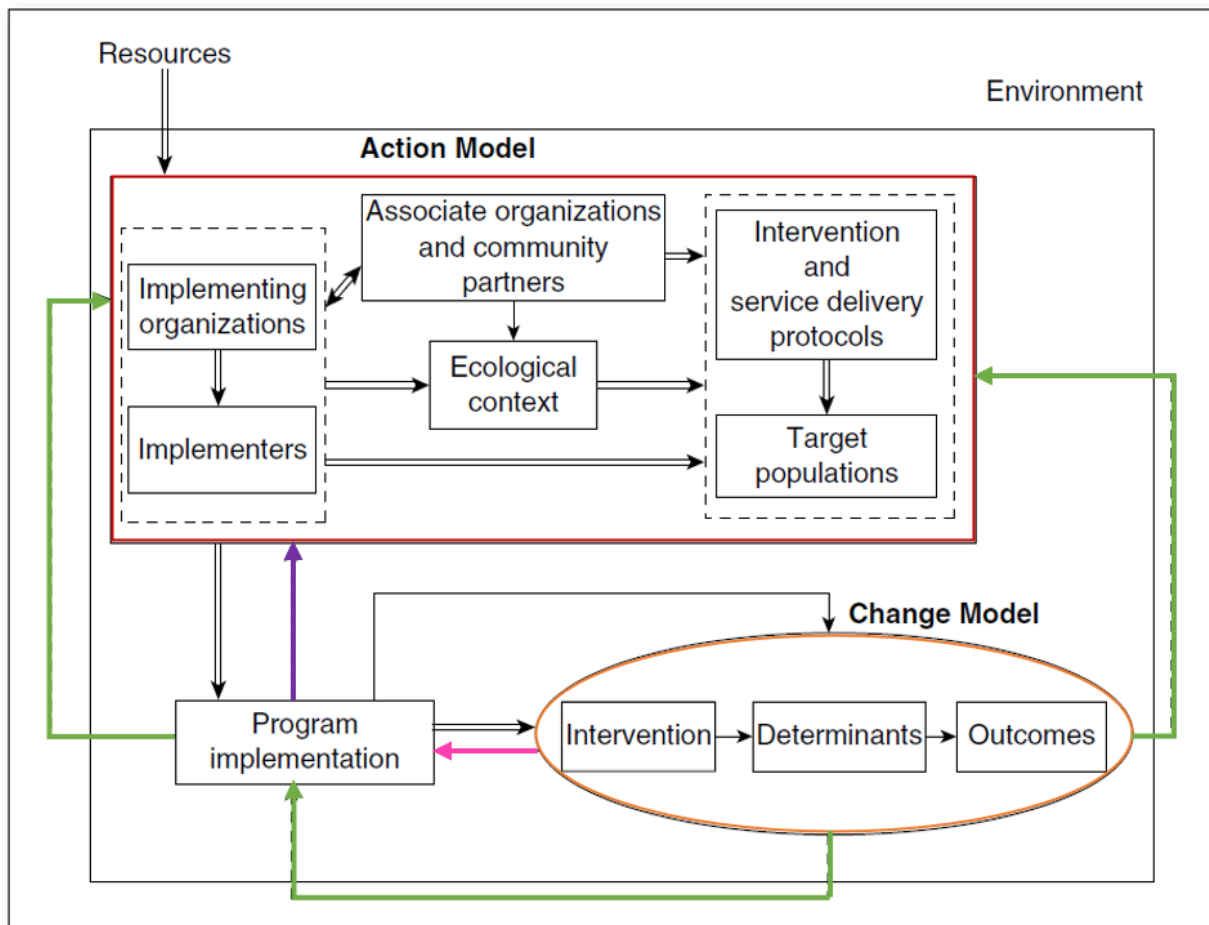 Resources
Environment
Action Model
Associate organizations
and community
partners
Intervention
and
service delivery
protocols
Implementing
organizations
Ecological
context
Implementers
Target
populations
Change Model
Program
implementation
Intervention
Determinants
Outcomes